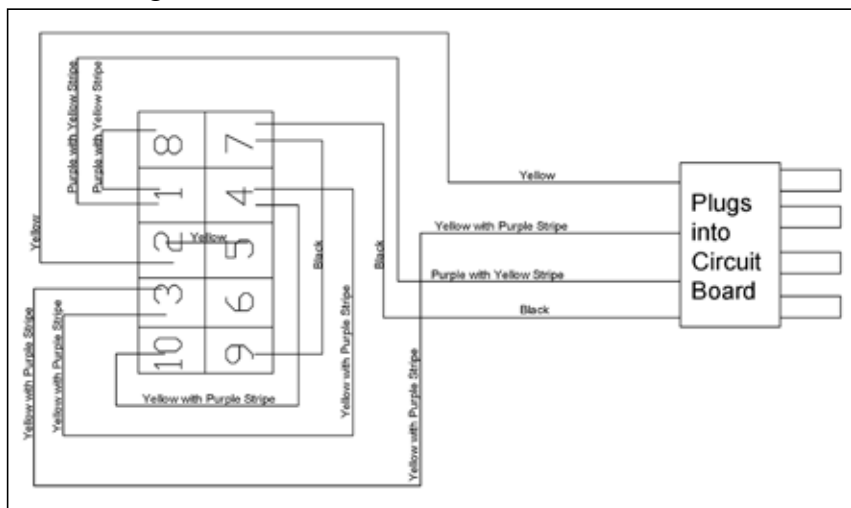 Purple with Yellow Stripe
Purple with Yellow Stripe
8
7
1
4
Yellow
2
Yellow
5
3
6
10
9
Black
Black
Yellow with Purple Stripe
Yellow with Purple Stripe
Yellow with Purple Stripe
Yellow with Purple Stripe
Yellow with Purple Stripe
Yellow
Yellow with Purple Stripe
Purple with Yellow Stripe
Black
Plugs
into
Circuit
Board